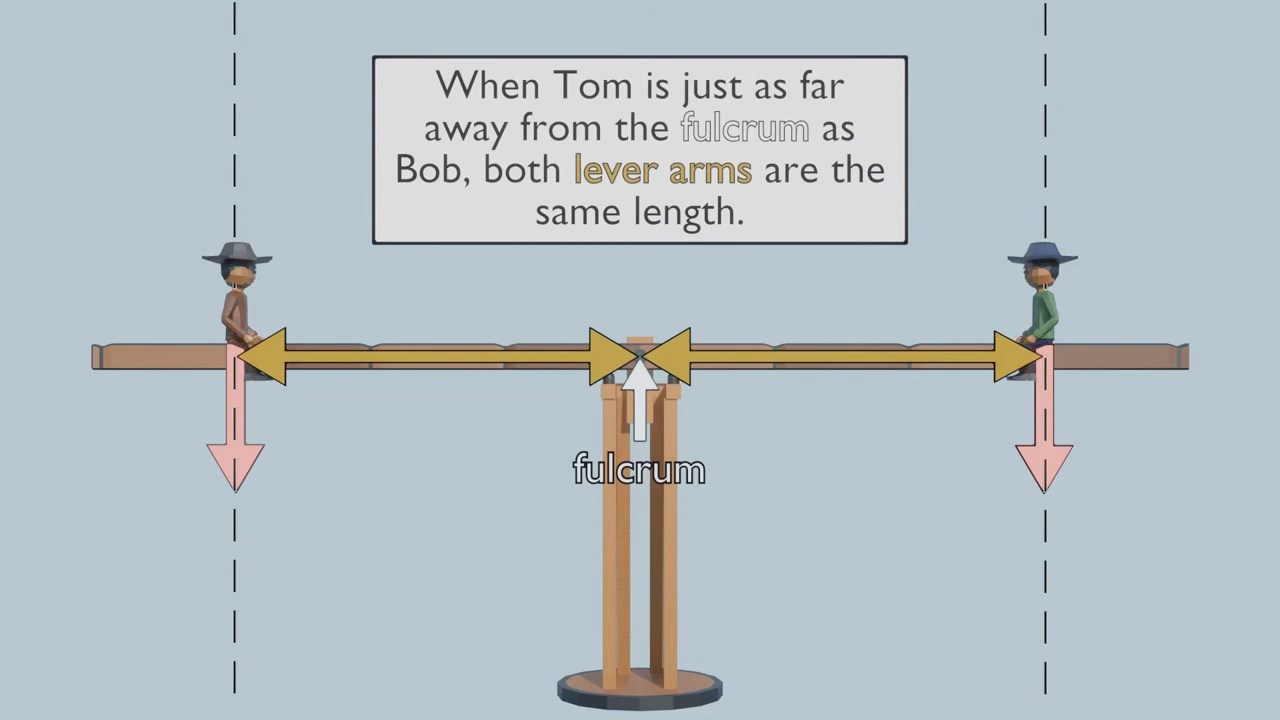 When Tom is just as far
away from the fulcrum as
Bob, both lever arms are the
same length.
fulcrum